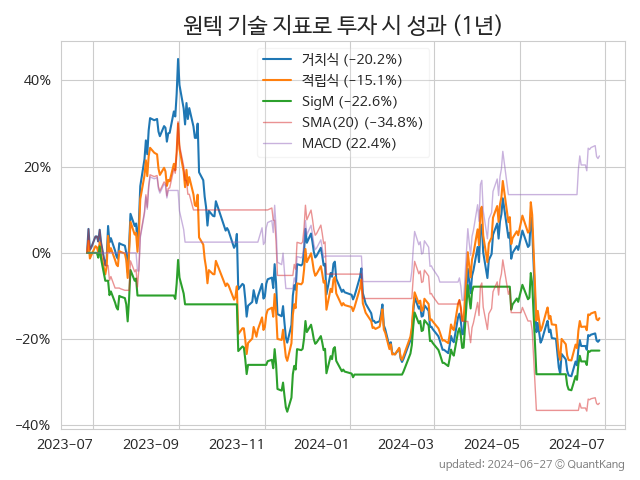 원텍 기술 지표로 투자 시 성과 (1년)
거치식 (−20.2%)
적립식 (−15.1%)
SigM (−22.6%)
SMA(20) (−34.8%)
MACD (22.4%)
40%
20%
0%
−20%
−40%
2023-07 2023-09 2023-11 2024-01 2024-03 2024-05 2024-07
updated: 2024-06-27 ⓒ QuantKang